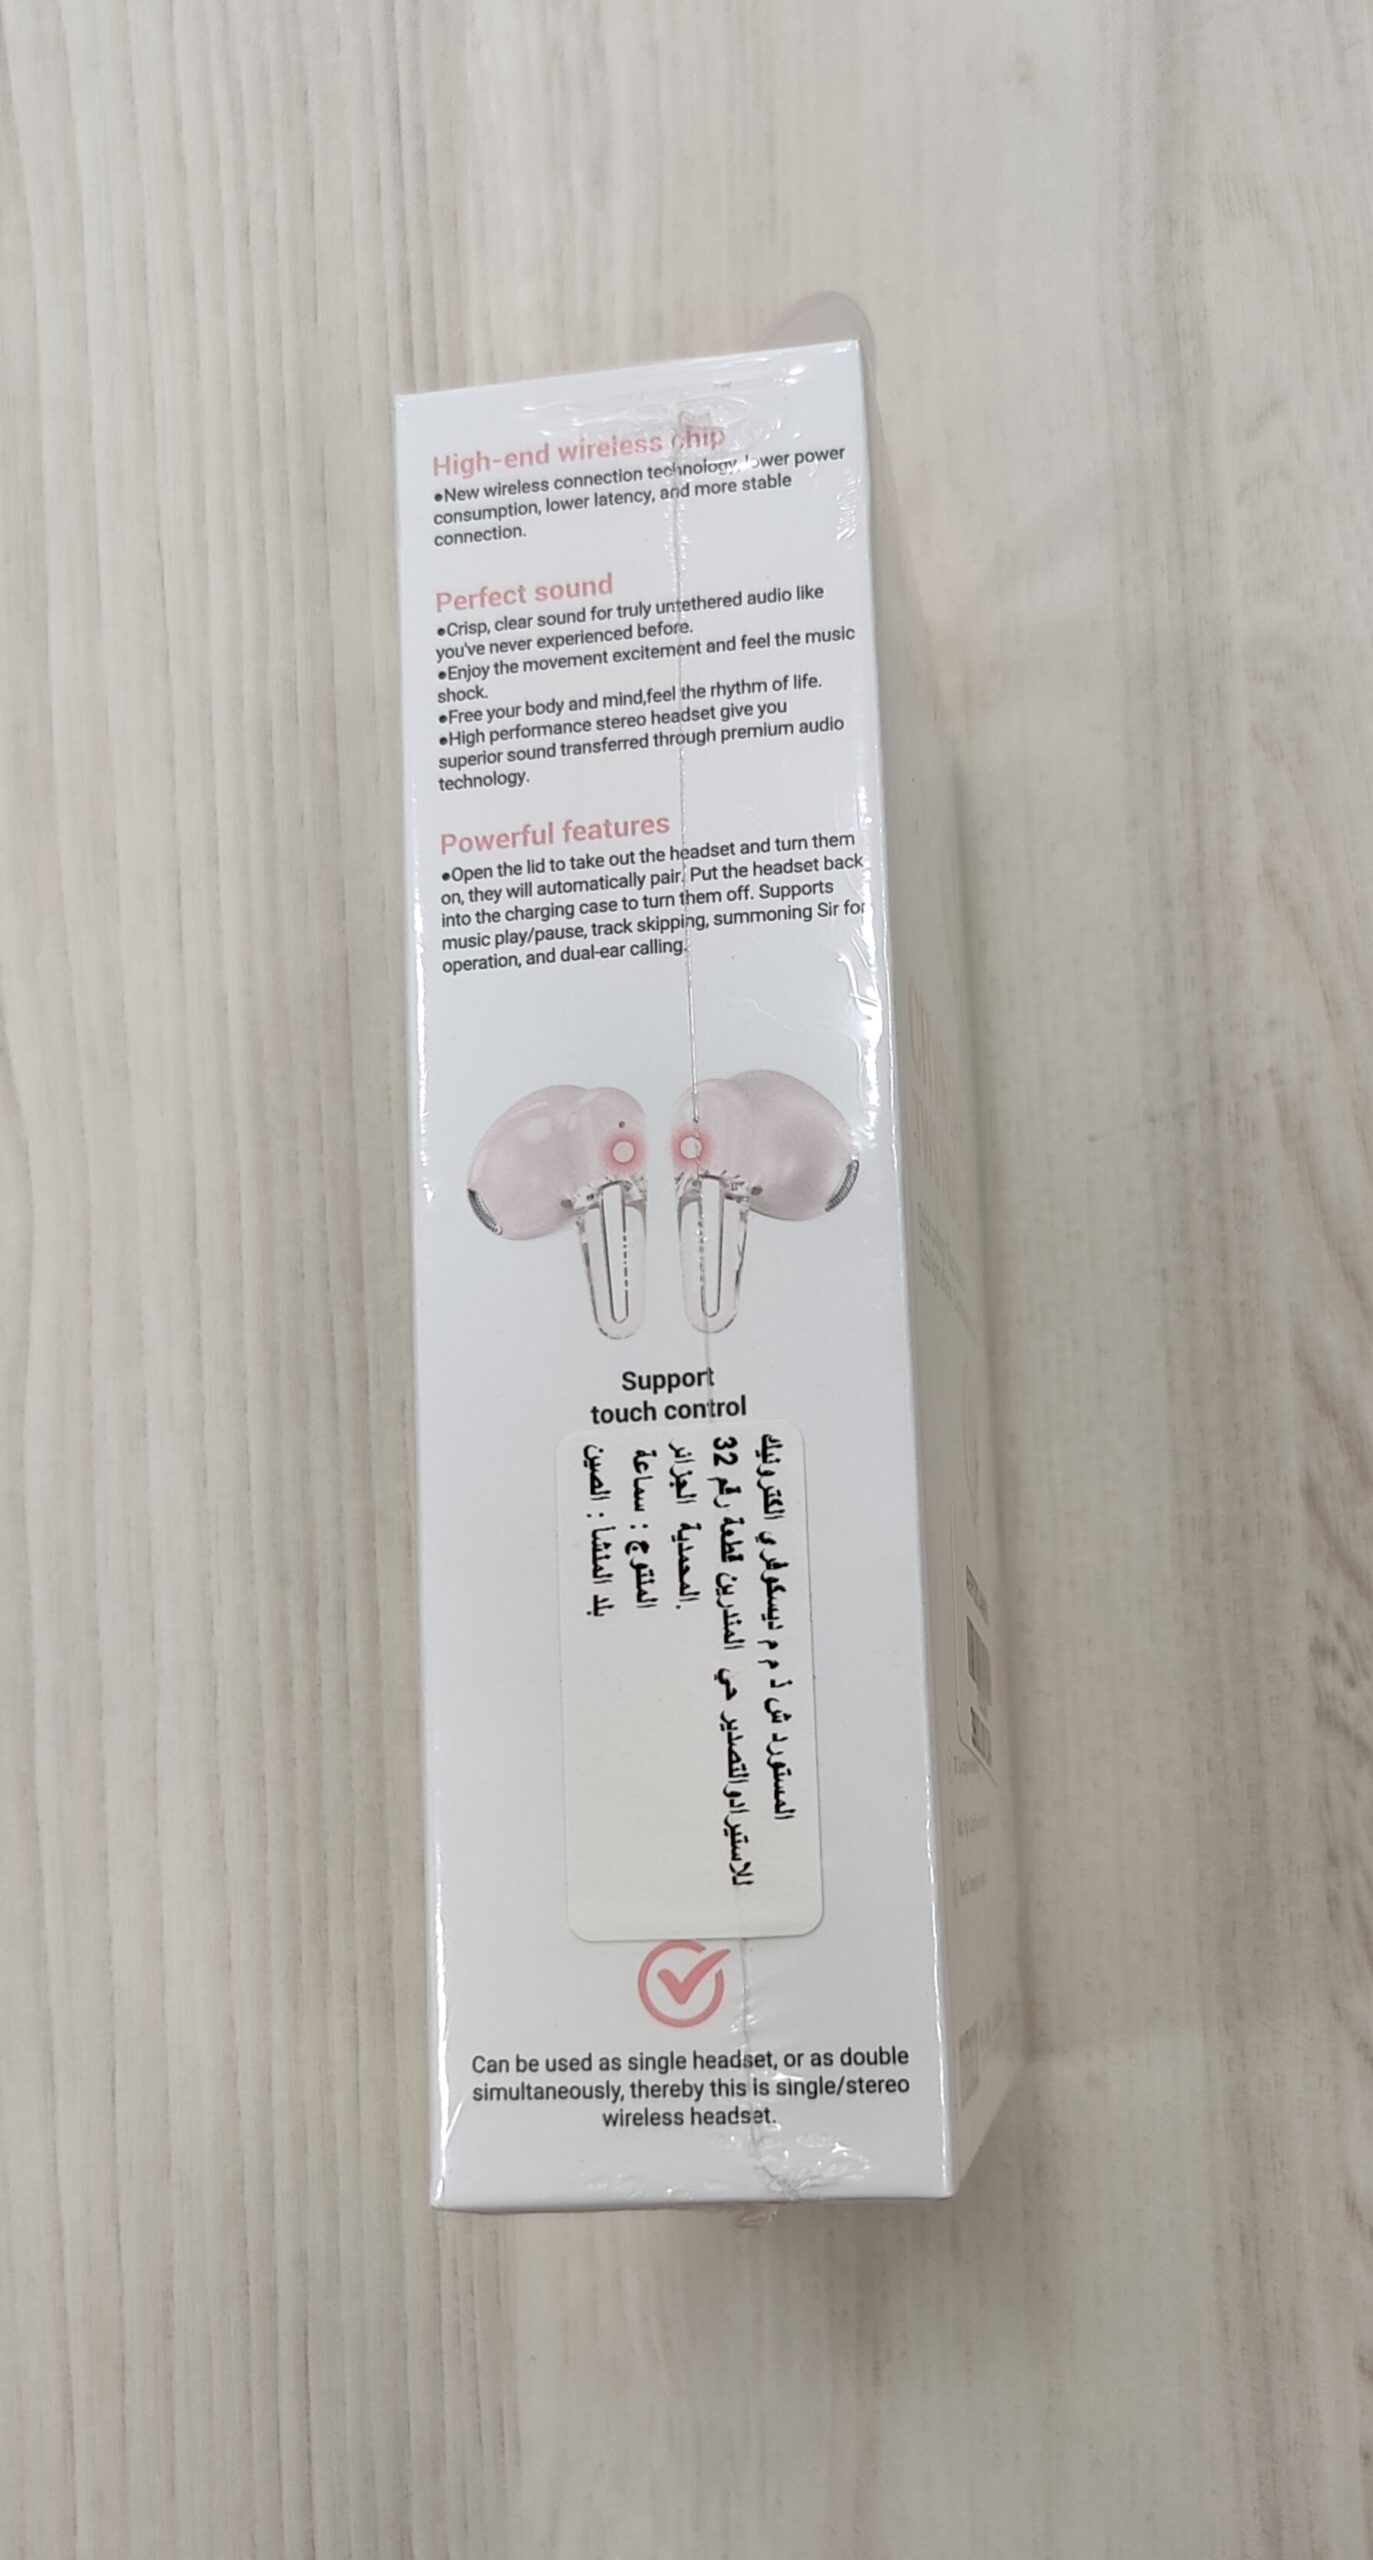 High-end wireless chip
●New wireless connection technology, lower power
consumption, lower latency, and more stable
connection.
Perfect sound
●Crisp, clear sound for truly untethered audio like
you've never experienced before.
●Enjoy the movement excitement and feel the music
shock.
●Free your body and mind,feel the rhythm of life.
●High performance stereo headset give you
superior sound transferred through premium audio
technology.
Powerful features
●Open the lid to take out the headset and turn them
on, they will automatically pair. Put the headset back
into the charging case to turn them off. Supports
music play/pause, track skipping, summoning Sir for
operation, and dual-ear calling.
Support
touch control
المستورد ش ذ م م ديسكوفري الكترونيك
للاستيرادوالتصدير حي المندرين قطعة رقم 32
المحمدية الجزائر.
المنتوج : سماعة
بلد المنشا : الصين
Can be used as single headset, or as double
simultaneously, thereby this is single/stereo
wireless headset.